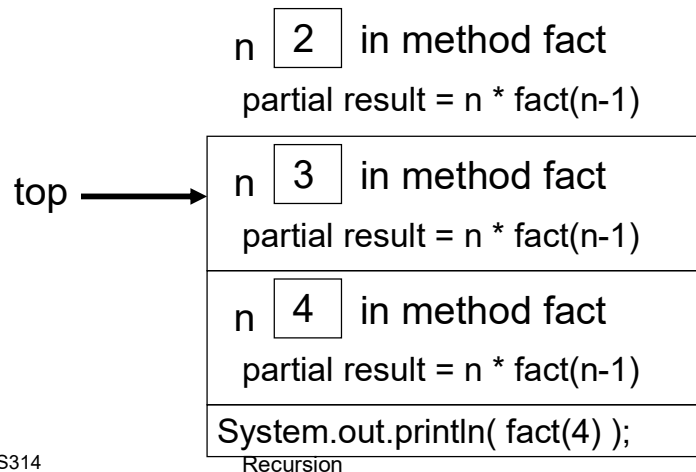 n 2 in method fact
partial result = n * fact(n-1)
top
n 3 in method fact
partial result = n * fact(n-1)
n 4 in method fact
partial result = n * fact(n-1)
System.out.println( fact(4) );
S314 Recursion